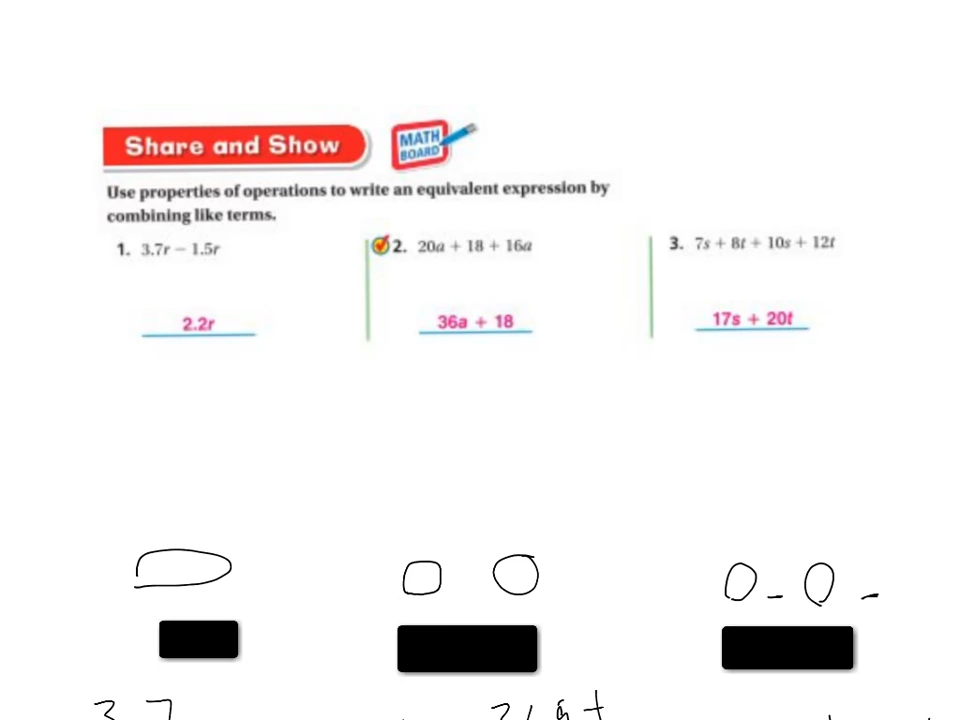 Share and Show
MATH
BOARD
Use properties of operations to write an equivalent expression by
combining like terms.
1. 3.7r − 1.5r
2. 20a + 18 + 16a
3. 7s + 8t + 10s + 12t
2.2r
36a + 18
17s + 20t